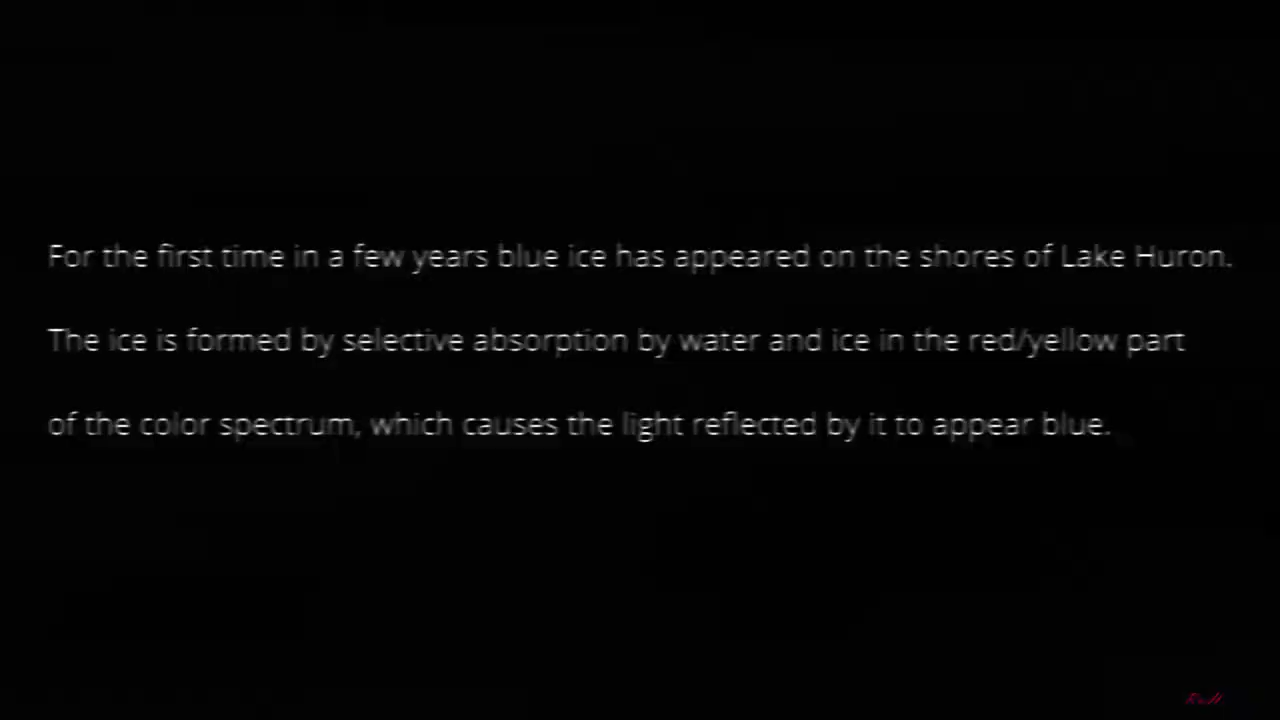 For the first time in a few years blue ice has appeared on the shores of Lake Huron.
The ice is formed by selective absorption by water and ice in the red/yellow part
of the color spectrum, which causes the light reflected by it to appear blue.